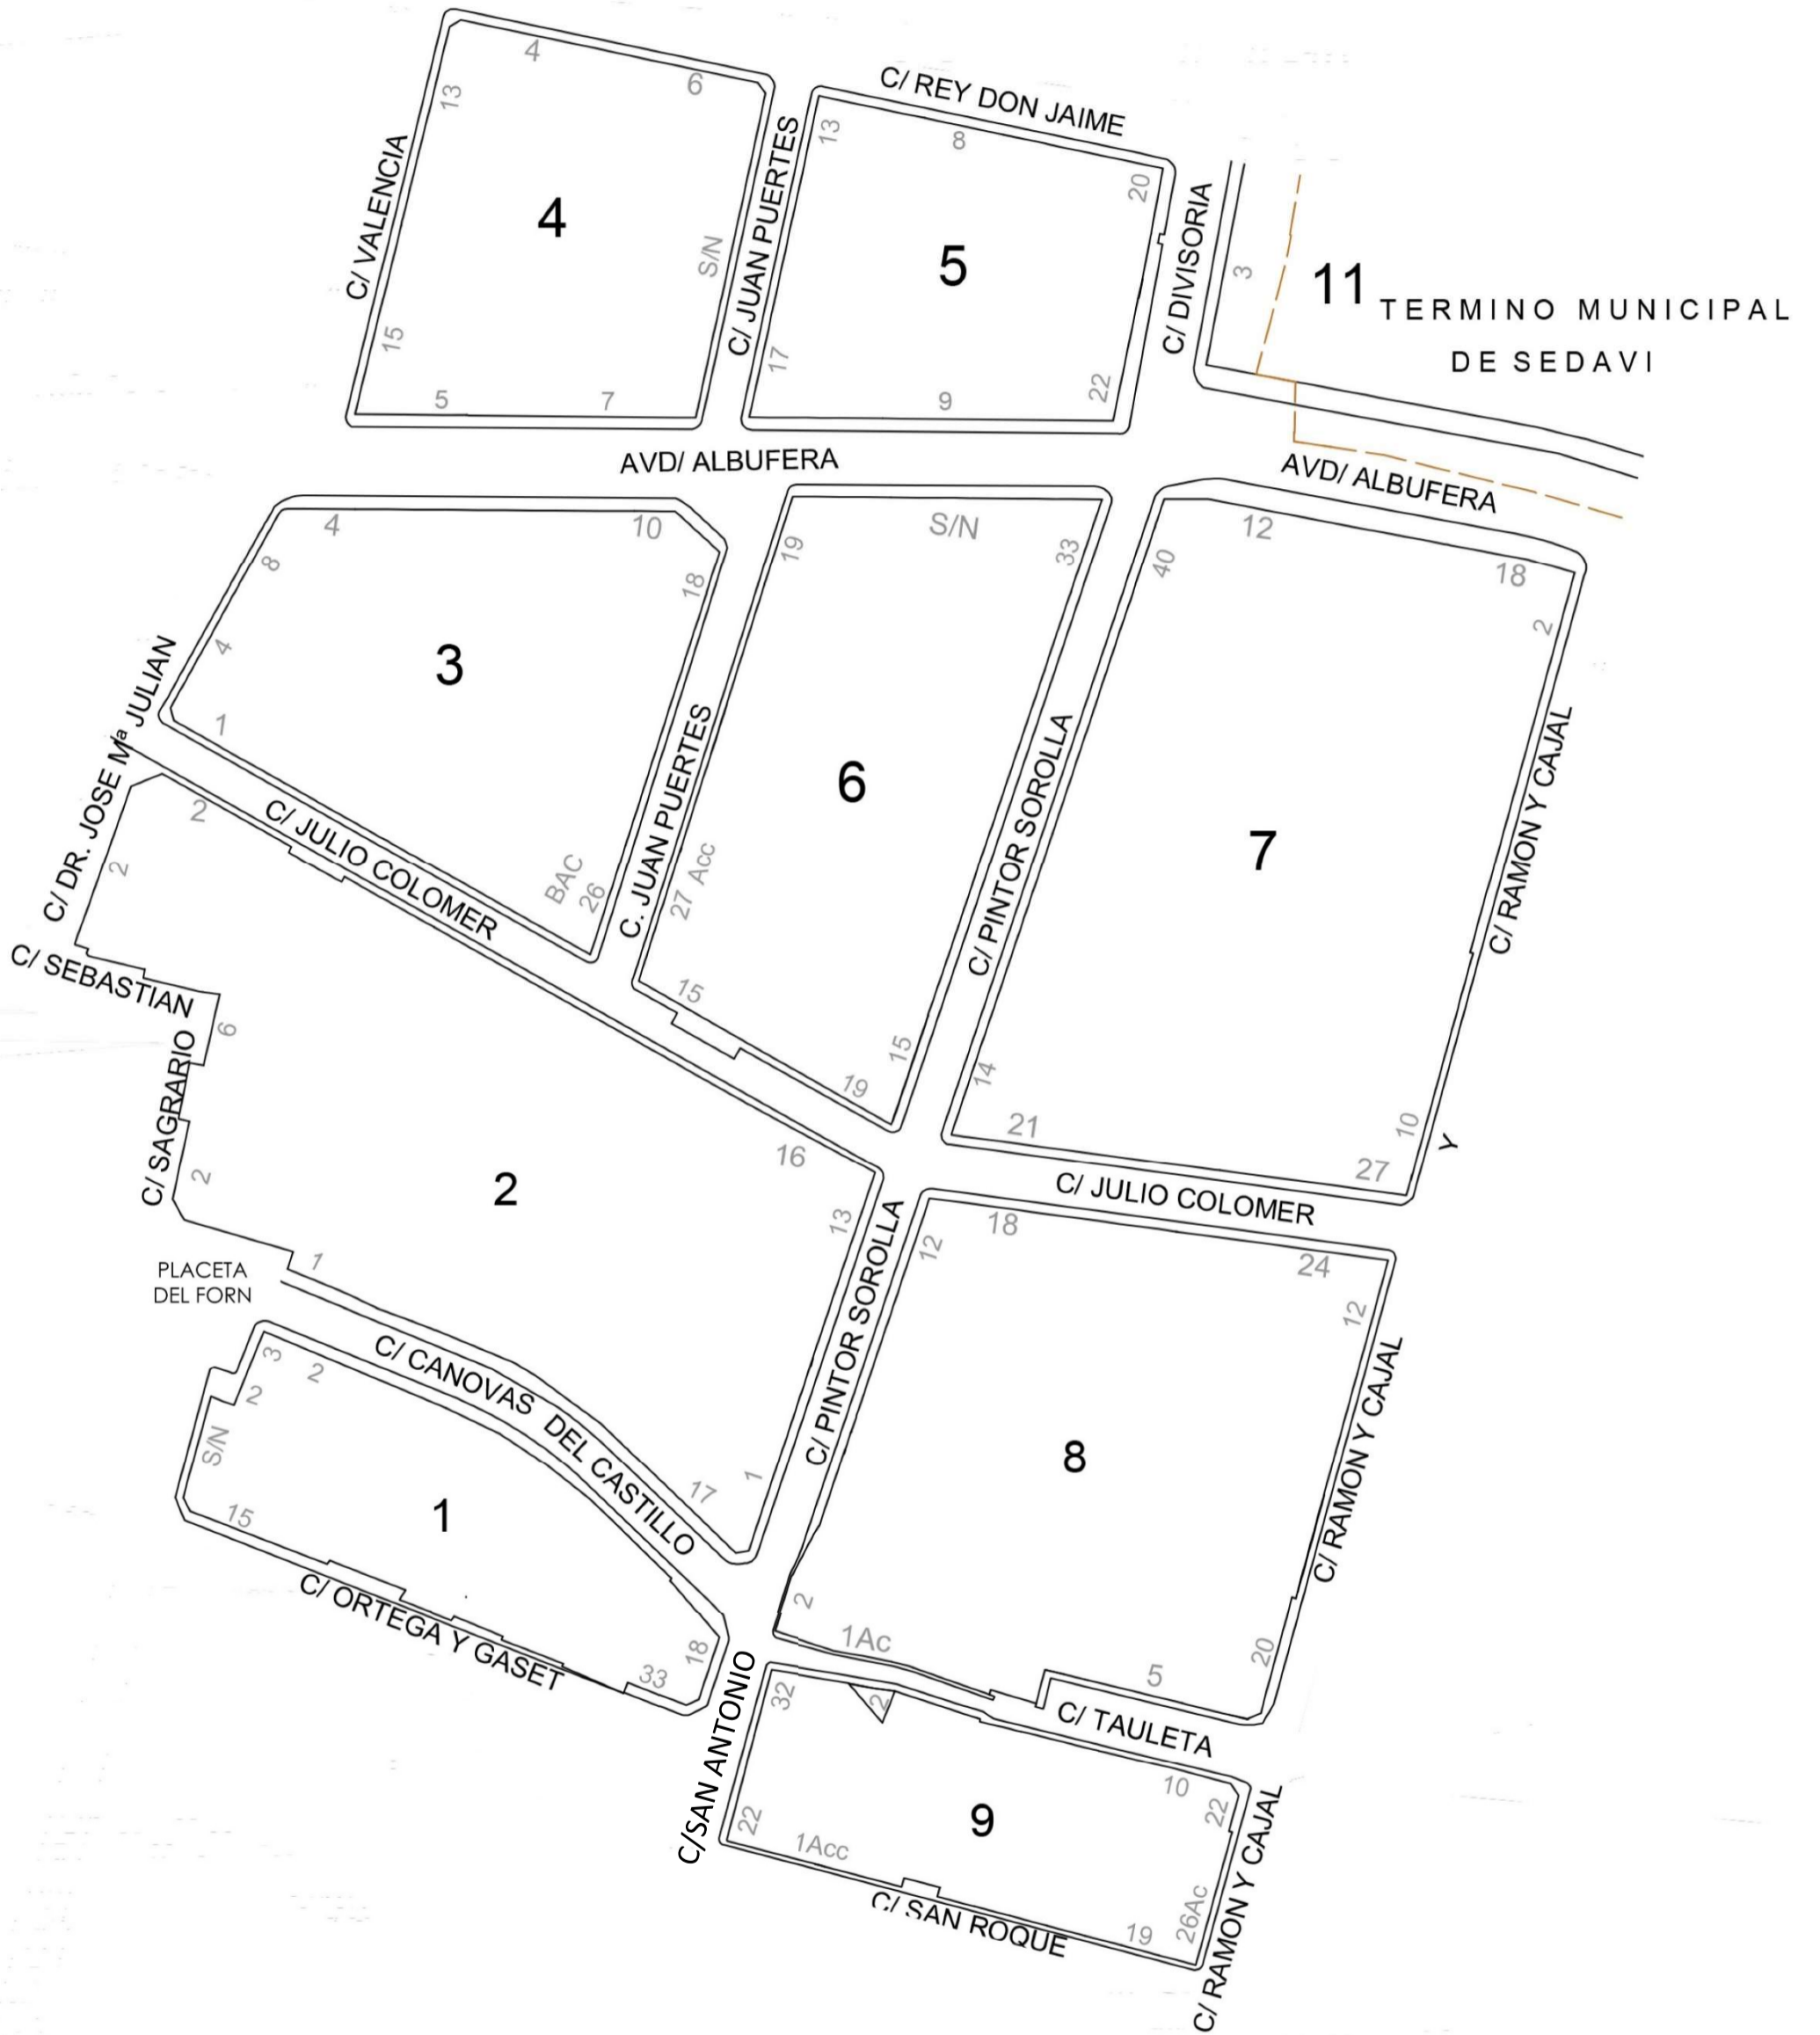 4
6
13
C/ VALENCIA
4
S/N
15
5
7
C/ JUAN PUERTES
C/ REY DON JAIME
13
8
20
5
17
9
22
C/ DIVISORIA
3
11
TERMINO MUNICIPAL
DE SEDAVI
AVD/ ALBUFERA
AVD/ ALBUFERA
4
10
8
18
4
3
1
BAC
26
C/ DR. JOSE Mª JULIAN
C/ JULIO COLOMER
C. JUAN PUERTES
19
S/N
33
6
27 Acc
15
15
19
C/ PINTOR SOROLLA
12
40
18
2
7
14
21
10
27
C/ RAMON Y CAJAL
Y
C/ JULIO COLOMER
2
2
C/ SEBASTIAN
6
C/ SAGRARIO
2
2
16
13
1
17
1
PLACETA
DEL FORN
C/ CANOVAS DEL CASTILLO
C/ PINTOR SOROLLA
3
2
2
S/N
1
15
33
18
C/ ORTEGA Y GASET
18
12
24
12
8
2
1Ac
5
20
C/ RAMON Y CAJAL
C/ TAULETA
C/SAN ANTONIO
32
2
10
22
9
22
1Acc
19
26Ac
C/ SAN ROQUE
C/ RAMON Y CAJAL